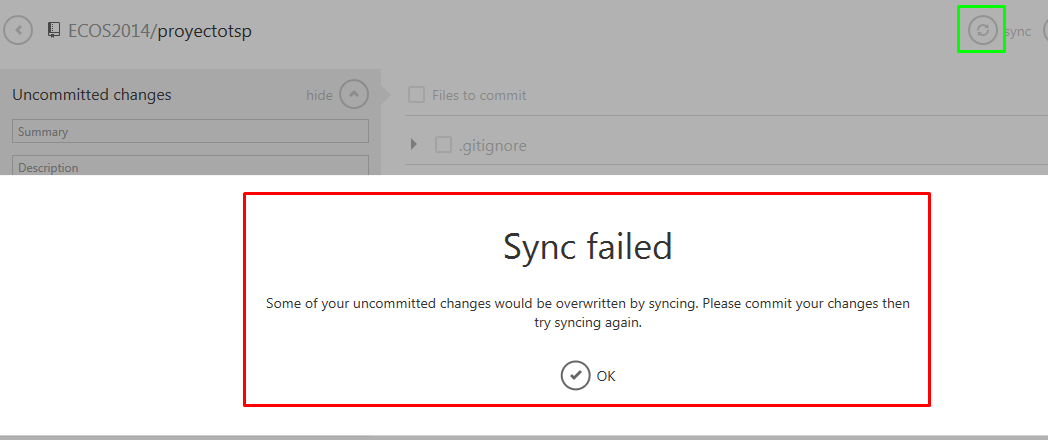 ECOS2014/proyectotsp
sync
Uncommitted changes
hide
Files to commit
Summary
.gitignore
Description
Sync failed
Some of your uncommitted changes would be overwritten by syncing. Please commit your changes then
try syncing again.
OK